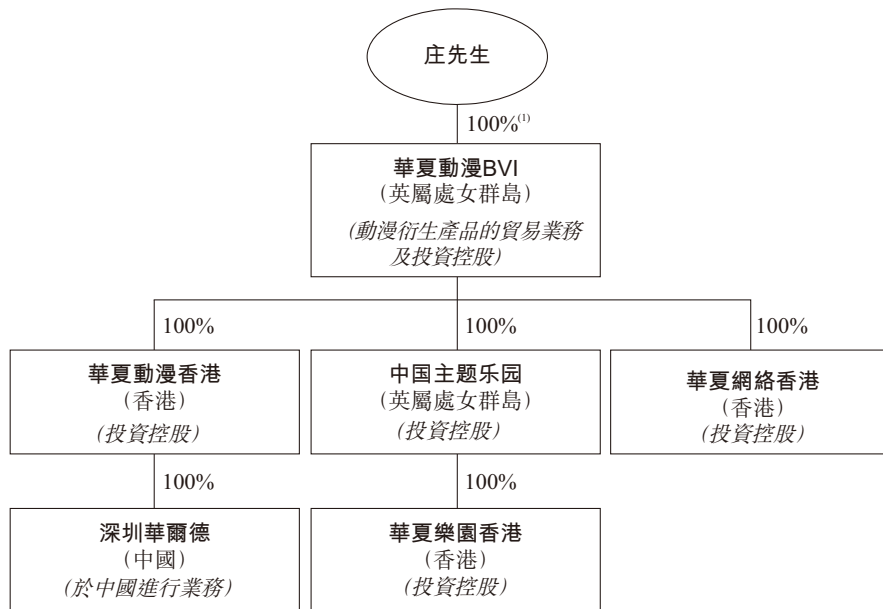 庄先生
100%(1)
華夏動漫BVI
(英屬處女群島)
(動漫衍生產品的貿易業務
及投資控股)
100%
100%
100%
華夏動漫香港
(香港)
(投資控股)
中国主题乐园
(英屬處女群島)
(投資控股)
華夏網絡香港
(香港)
(投資控股)
100%
100%
深圳華爾德
(中國)
(於中國進行業務)
華夏樂園香港
(香港)
(投資控股)